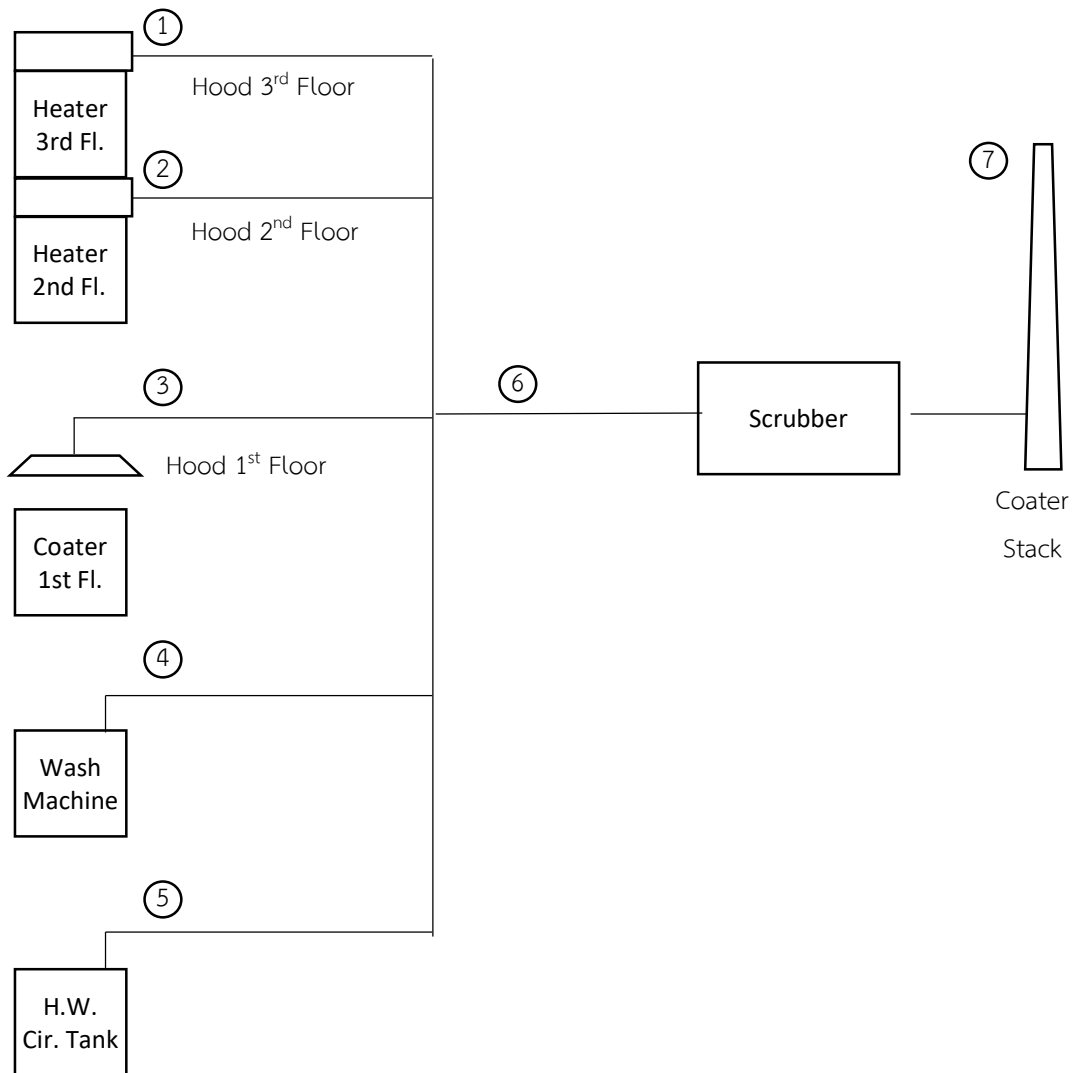 1
Hood 3rd Floor
Heater
3rd Fl.
2
Hood 2nd Floor
Heater
2nd Fl.
3
Hood 1st Floor
Coater
1st Fl.
4
Wash
Machine
5
H.W.
Cir. Tank
6
Scrubber
7
Coater
Stack